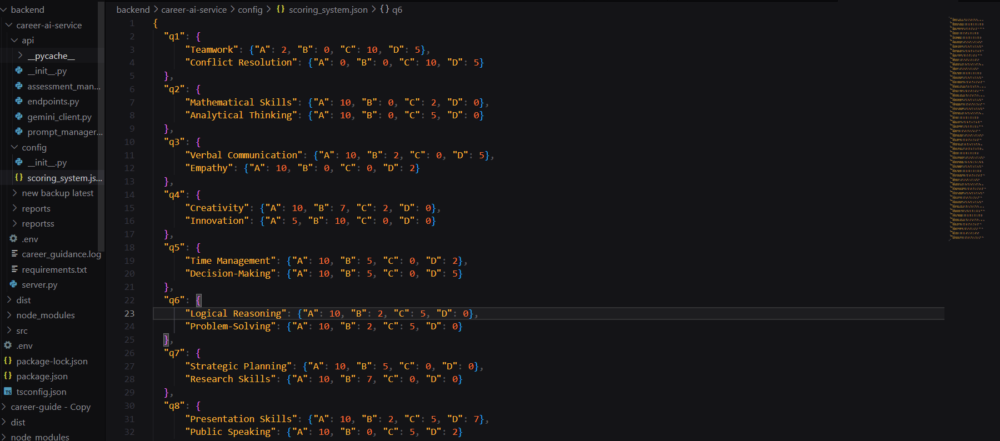 backend
career-ai-service
api
__pycache__
__init__.py
assessment_man...
endpoints.py
gemini_client.py
prompt_manager...
config
__init__.py
scoring_system.js...
new backup latest
reports
reportss
.env
career_guidance.log
requirements.txt
server.py
dist
node_modules
src
.env
package-lock.json
package.json
tsconfig.json
career-guide - Copy
dist
node_modules
backend > career-ai-service > config > {} scoring_system.json > {} q6
1 {
2 "q1": {
3 "Teamwork": {"A": 2, "B": 0, "C": 10, "D": 5},
4 "Conflict Resolution": {"A": 0, "B": 0, "C": 10, "D": 5}
5 },
6 "q2": {
7 "Mathematical Skills": {"A": 10, "B": 0, "C": 2, "D": 0},
8 "Analytical Thinking": {"A": 10, "B": 0, "C": 5, "D": 0}
9 },
10 "q3": {
11 "Verbal Communication": {"A": 10, "B": 2, "C": 0, "D": 5},
12 "Empathy": {"A": 10, "B": 0, "C": 0, "D": 2}
13 },
14 "q4": {
15 "Creativity": {"A": 10, "B": 7, "C": 2, "D": 0},
16 "Innovation": {"A": 5, "B": 10, "C": 0, "D": 0}
17 },
18 "q5": {
19 "Time Management": {"A": 10, "B": 5, "C": 0, "D": 2},
20 "Decision-Making": {"A": 10, "B": 5, "C": 0, "D": 5}
21 },
22 "q6": {
23 "Logical Reasoning": {"A": 10, "B": 2, "C": 5, "D": 0},
24 "Problem-Solving": {"A": 10, "B": 2, "C": 5, "D": 0}
25 },
26 "q7": {
27 "Strategic Planning": {"A": 10, "B": 5, "C": 0, "D": 0},
28 "Research Skills": {"A": 10, "B": 7, "C": 0, "D": 0}
29 },
30 "q8": {
31 "Presentation Skills": {"A": 10, "B": 2, "C": 5, "D": 7},
32 "Public Speaking": {"A": 10, "B": 0, "C": 5, "D": 2}